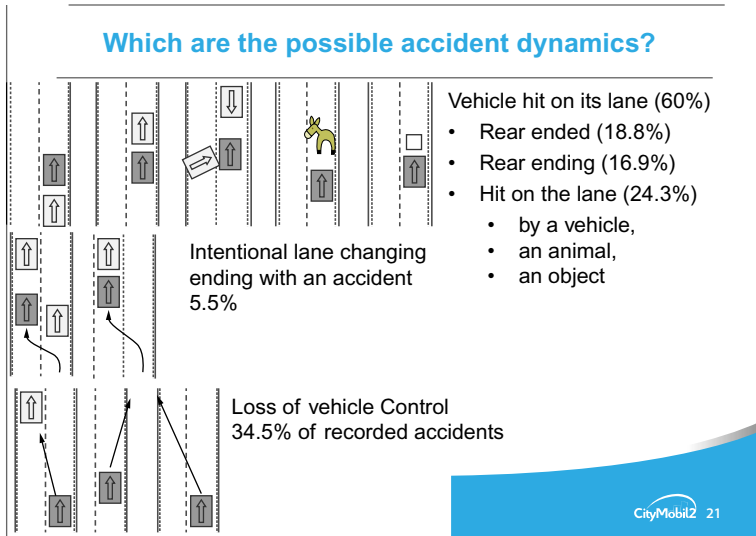 Which are the possible accident dynamics?
Vehicle hit on its lane (60%)
• Rear ended (18.8%)
• Rear ending (16.9%)
• Hit on the lane (24.3%)
• by a vehicle,
• an animal,
• an object
Intentional lane changing
ending with an accident
5.5%
Loss of vehicle Control
34.5% of recorded accidents
CityMobil2 21